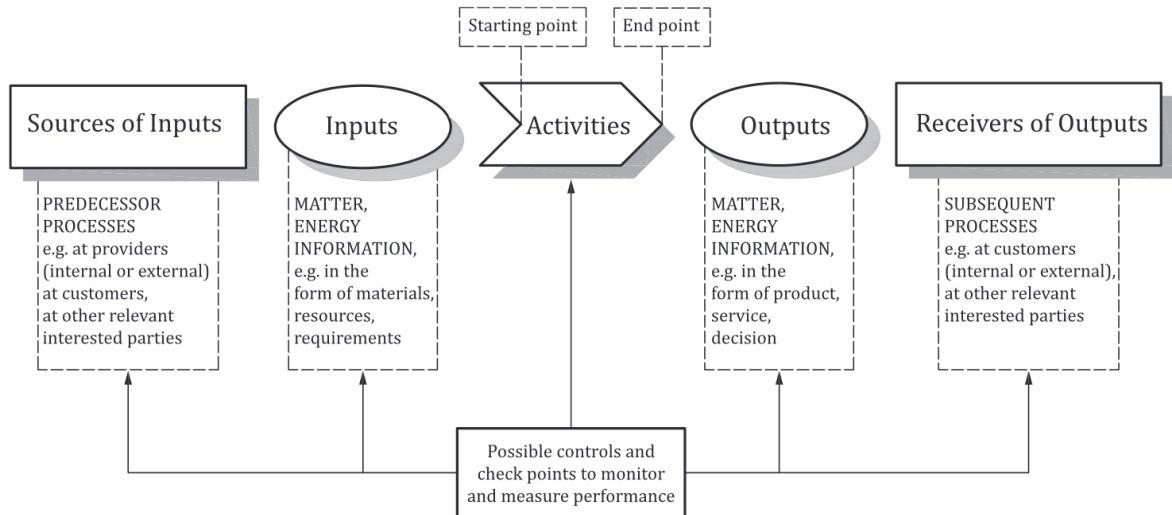 Starting point
End point
Sources of Inputs
Inputs
Activities
Outputs
Receivers of Outputs
PREDECESSOR
PROCESSES
e.g. at providers
(internal or external)
at customers,
at other relevant
interested parties
MATTER,
ENERGY
INFORMATION,
e.g. in the
form of materials,
resources,
requirements
MATTER,
ENERGY
INFORMATION,
e.g. in the
form of product,
service,
decision
SUBSEQUENT
PROCESSES
e.g. at customers
(internal or external),
at other relevant
interested parties
Possible controls and
check points to monitor
and measure performance